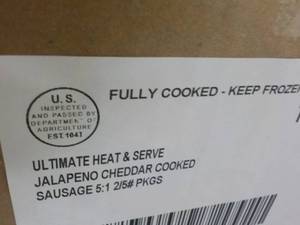 U.S.
INSPECTED
AND PASSED BY
DEPARTMENT OF
AGRICULTURE
EST.1047
FULLY COOKED - KEEP FROZE
ULTIMATE HEAT & SERVE
JALAPENO CHEDDAR COOKED
SAUSAGE 5:1 2/5# PKGS